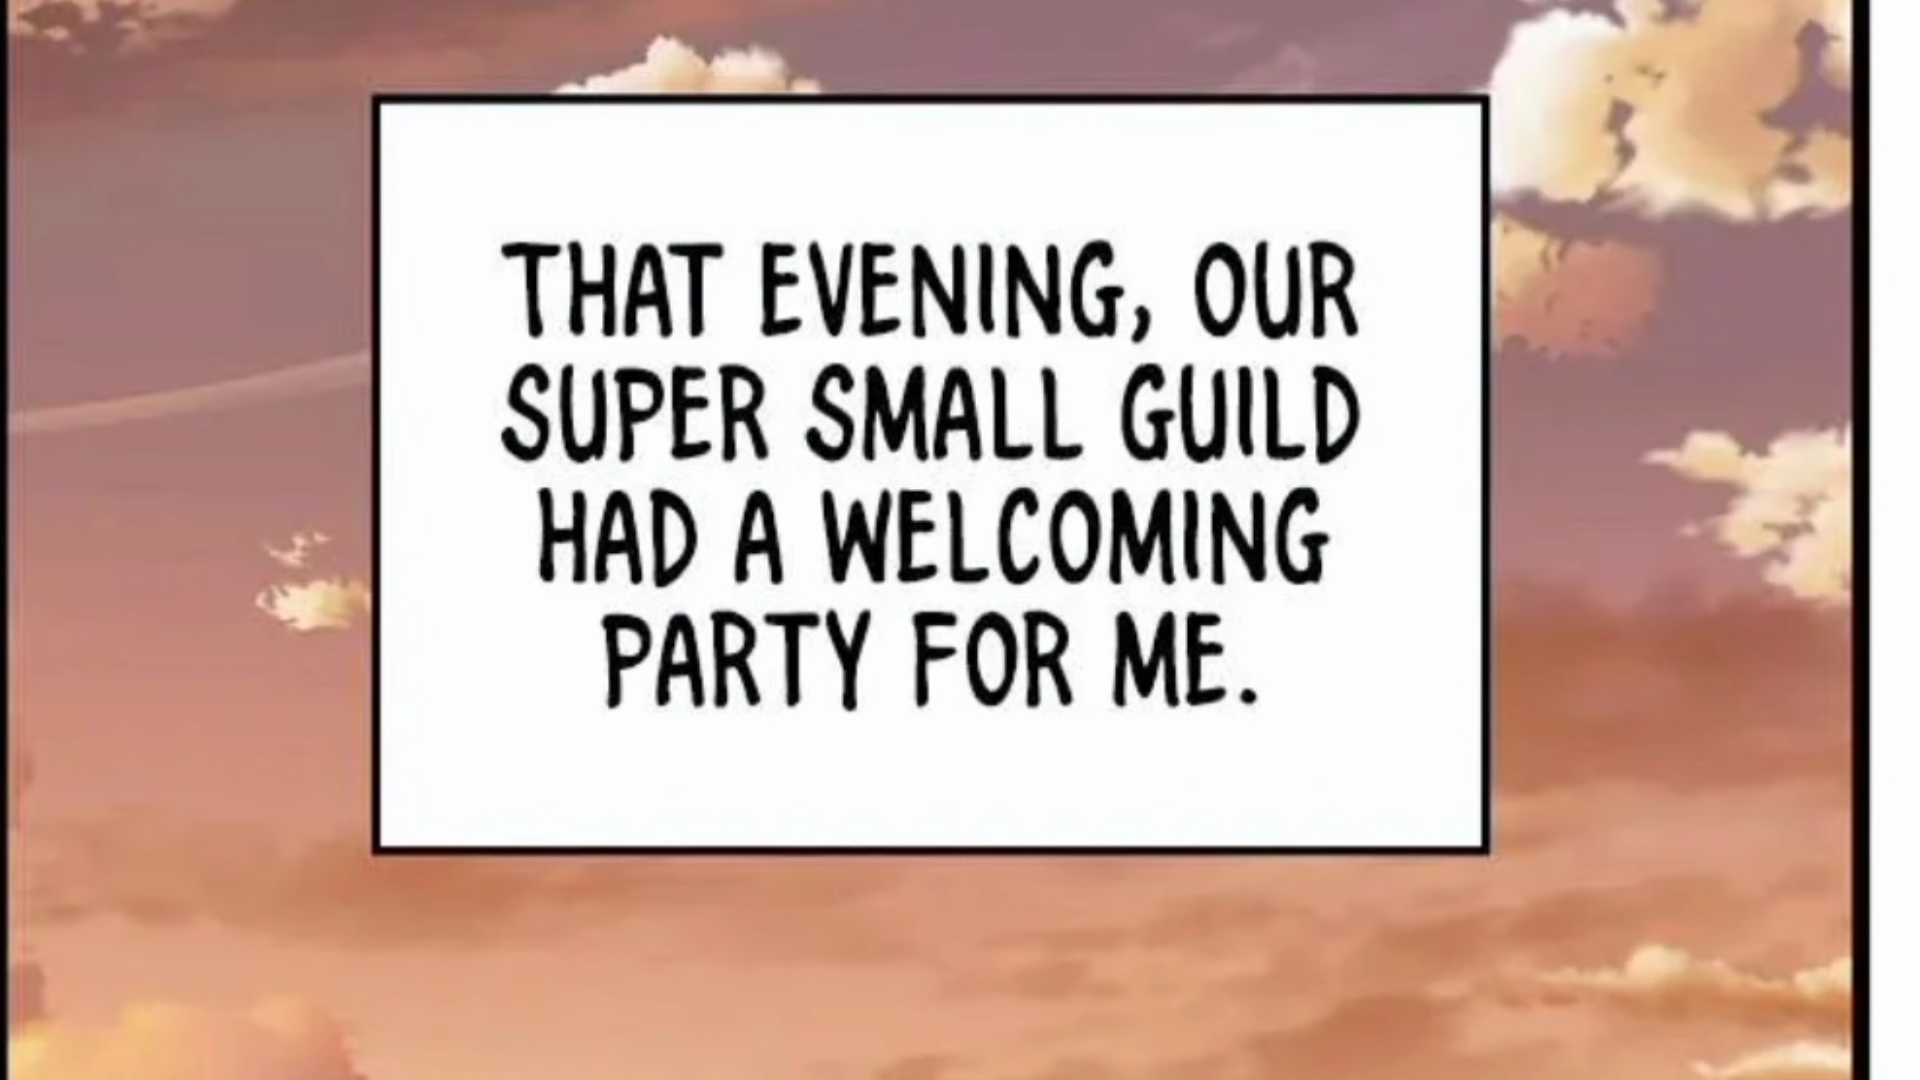 THAT EVENING, OUR
SUPER SMALL GUILD
HAD A WELCOMING
PARTY FOR ME.